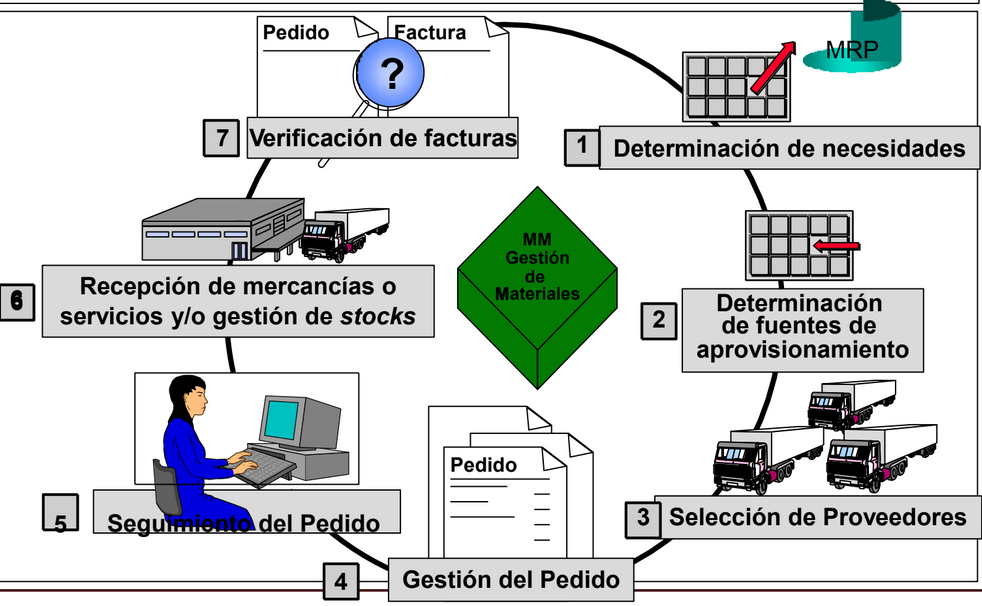 Pedido
Factura
?
MRP
7
Verificación de facturas
1
Determinación de necesidades
MM
Gestión
de
Materiales
6
Recepción de mercancías o
servicios y/o gestión de stocks
2
Determinación
de fuentes de
aprovisionamiento
Pedido
5
Seguimiento del Pedido
3
Selección de Proveedores
4
Gestión del Pedido